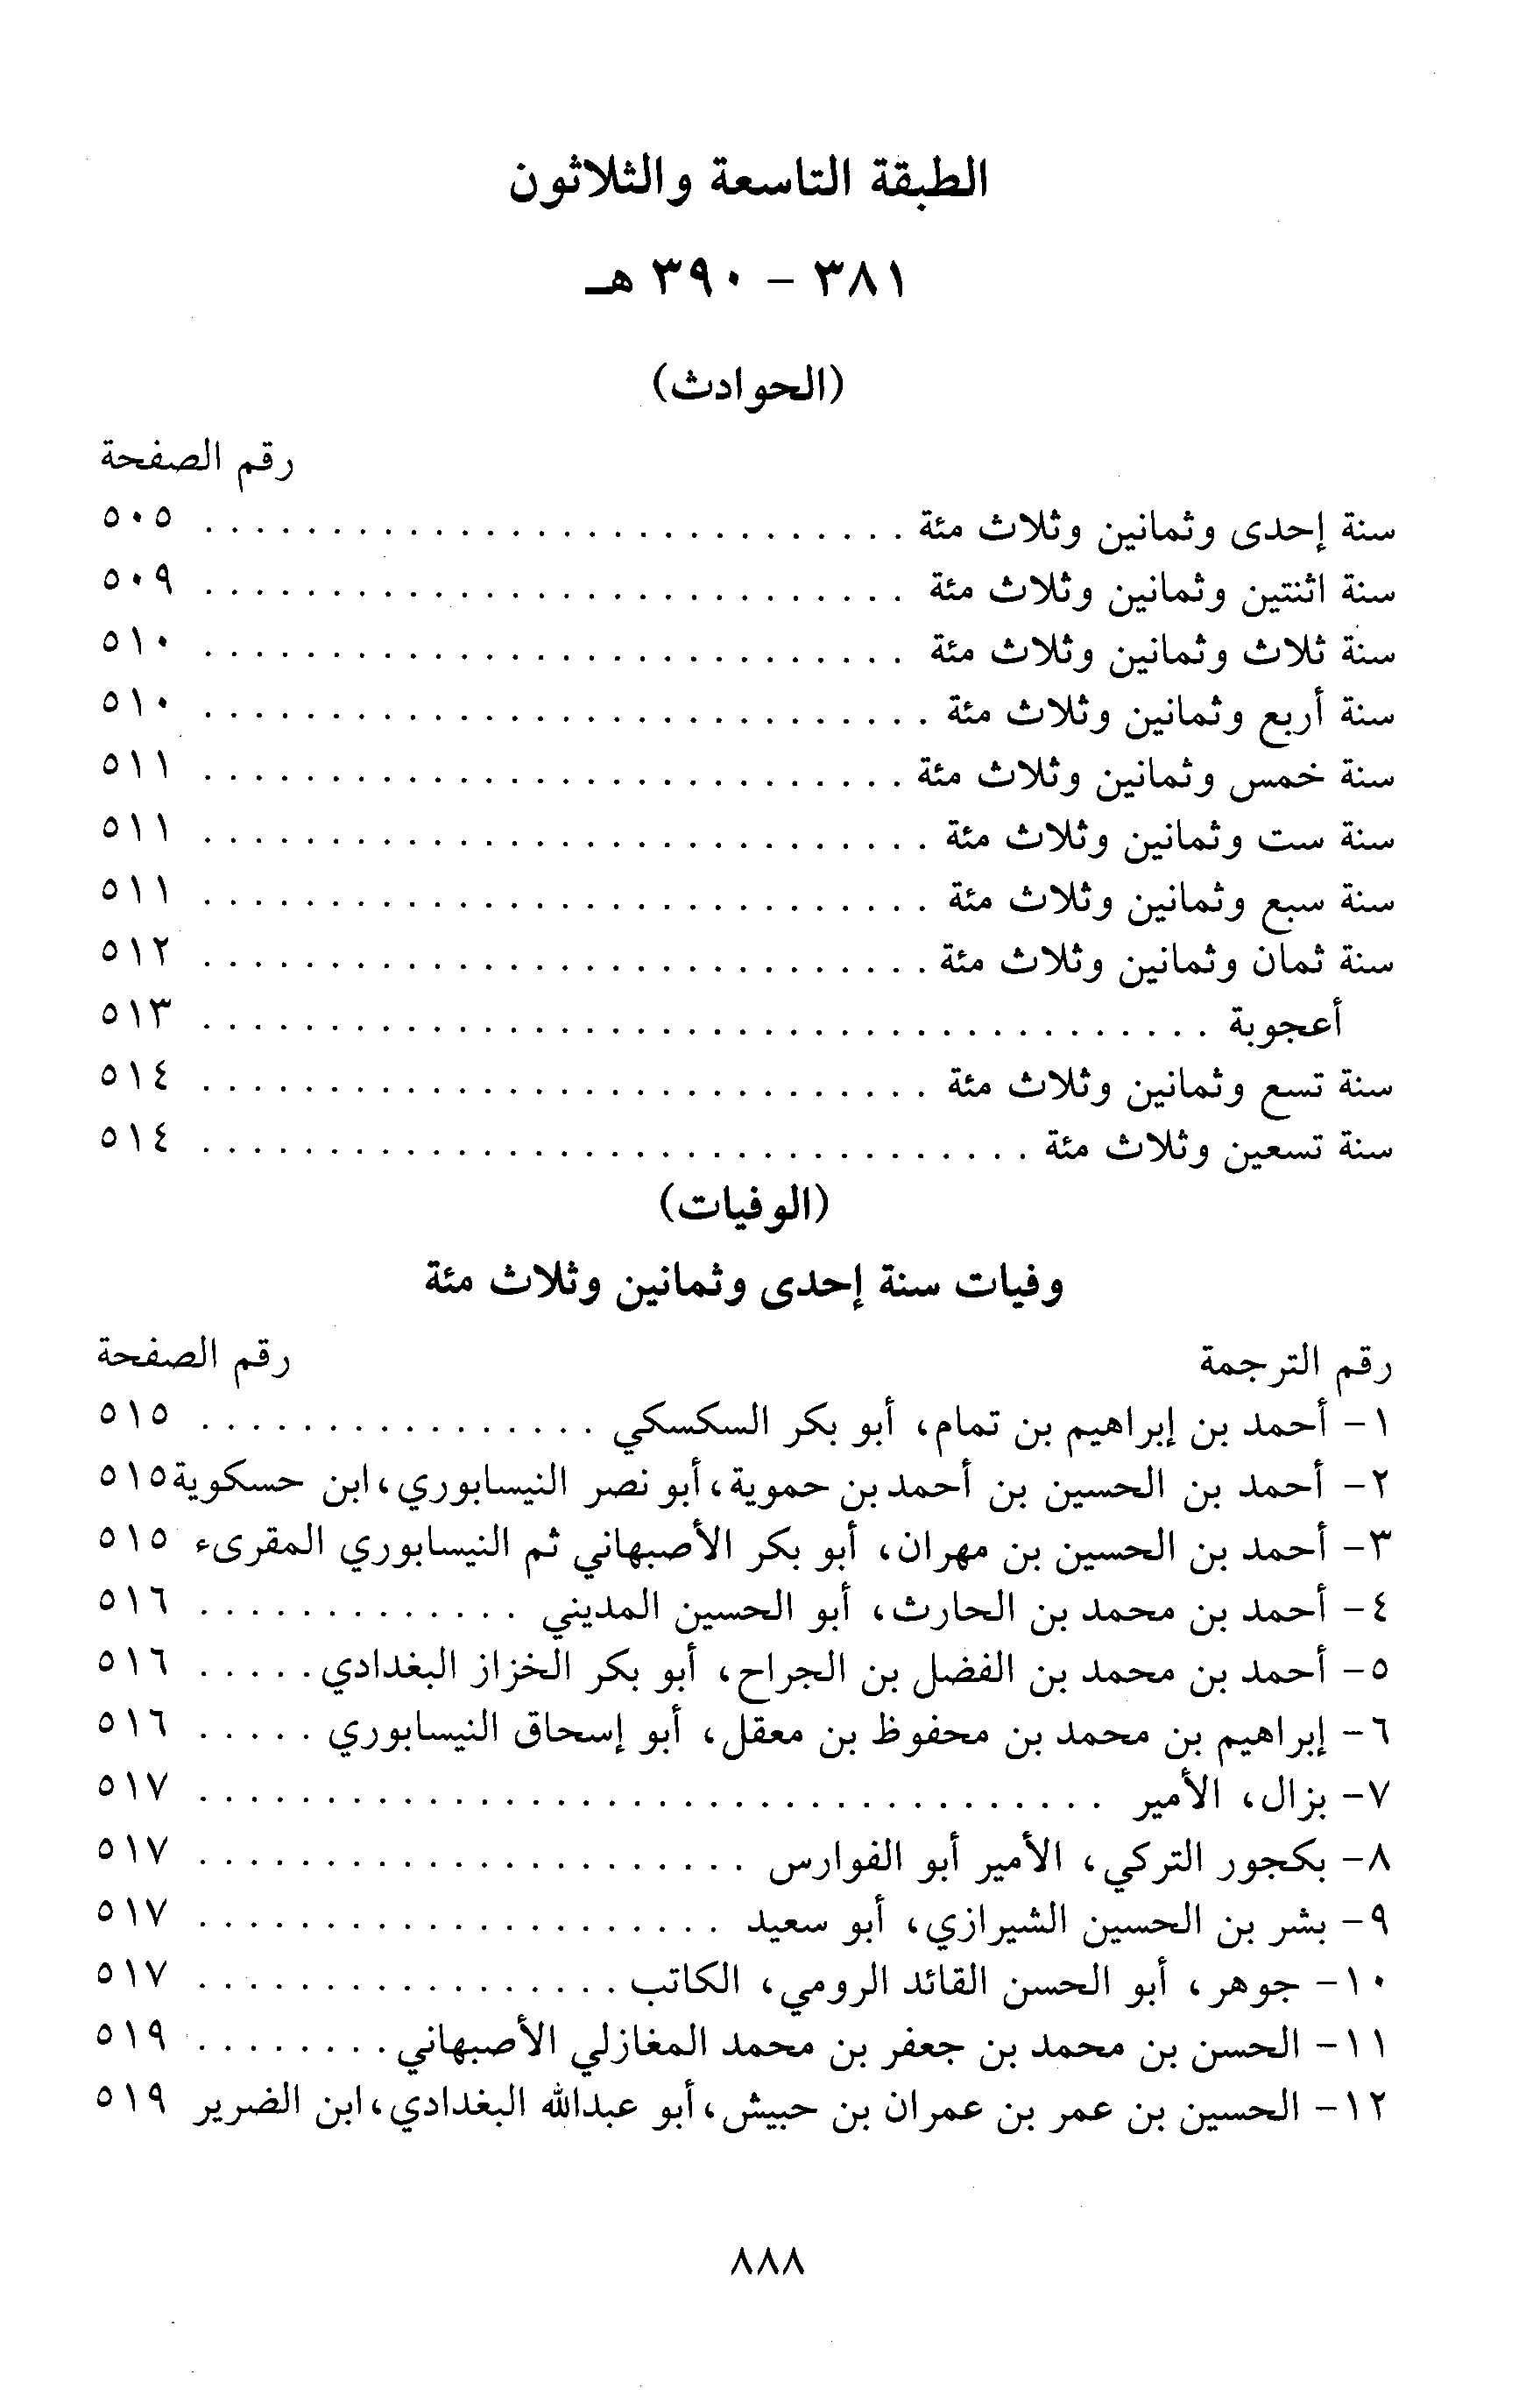 الطبقة التاسعة والثلاثون
٣٨١ - ٣٩٠ هـ
(الحوادث)
رقم الصفحة
سنة إحدى وثمانين وثلاث مئة . . . . . . . . . . . . . . . . . . . . . . . . . . . . ٥٠٥
سنة اثنتين وثمانين وثلاث مئة . . . . . . . . . . . . . . . . . . . . . . . . . . . . ٥٠٩
سنة ثلاث وثمانين وثلاث مئة . . . . . . . . . . . . . . . . . . . . . . . . . . . . ٥١٠
سنة أربع وثمانين وثلاث مئة . . . . . . . . . . . . . . . . . . . . . . . . . . . . . ٥١٠
سنة خمس وثمانين وثلاث مئة . . . . . . . . . . . . . . . . . . . . . . . . . . . . ٥١١
سنة ست وثمانين وثلاث مئة . . . . . . . . . . . . . . . . . . . . . . . . . . . . . ٥١١
سنة سبع وثمانين وثلاث مئة . . . . . . . . . . . . . . . . . . . . . . . . . . . . . ٥١١
سنة ثمان وثمانين وثلاث مئة . . . . . . . . . . . . . . . . . . . . . . . . . . . . . ٥١٢
أعجوبة . . . . . . . . . . . . . . . . . . . . . . . . . . . . . . . . . . . . . . . . ٥١٣
سنة تسع وثمانين وثلاث مئة . . . . . . . . . . . . . . . . . . . . . . . . . . . . . ٥١٤
سنة تسعين وثلاث مئة . . . . . . . . . . . . . . . . . . . . . . . . . . . . . . . . . ٥١٤
(الوفيات)
وفيات سنة إحدى وثمانين وثلاث مئة
رقم الترجمة رقم الصفحة
١- أحمد بن إبراهيم بن تمام، أبو بكر السكسكي . . . . . . . . . . . . . . . . ٥١٥
٢- أحمد بن الحسين بن أحمد بن حموية، أبو نصر النيسابوري، ابن حسكوية ٥١٥
٣- أحمد بن الحسين بن مهران، أبو بكر الأصبهاني ثم النيسابوري المقرىء ٥١٥
٤- أحمد بن محمد بن الحارث، أبو الحسين المديني . . . . . . . . . . . . . ٥١٦
٥- أحمد بن محمد بن الفضل بن الجراح، أبو بكر الخزاز البغدادي . . . . . ٥١٦
٦- إبراهيم بن محمد بن محفوظ بن معقل، أبو إسحاق النيسابوري . . . . . ٥١٦
٧- بزال، الأمير . . . . . . . . . . . . . . . . . . . . . . . . . . . . . . . . . . . . ٥١٧
٨- بكجور التركي، الأمير أبو الفوارس . . . . . . . . . . . . . . . . . . . . . . ٥١٧
٩- بشر بن الحسين الشيرازي، أبو سعيد . . . . . . . . . . . . . . . . . . . . . ٥١٧
١٠- جوهر، أبو الحسن القائد الرومي، الكاتب . . . . . . . . . . . . . . . . . ٥١٧
١١- الحسن بن محمد بن جعفر بن محمد المغازلي الأصبهاني . . . . . . . . ٥١٩
١٢- الحسين بن عمر بن عمران بن حبيش، أبو عبدالله البغدادي، ابن الضرير ٥١٩
٨٨٨